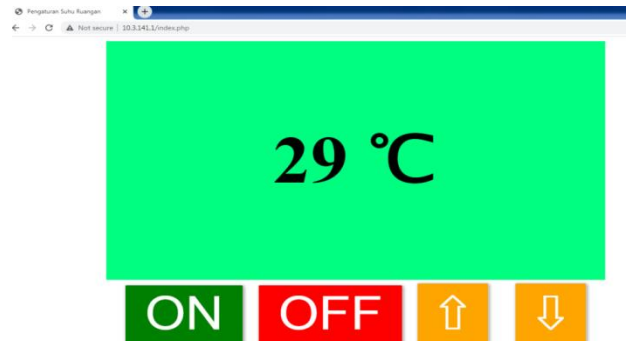 Pengaturan Suhu Ruangan
Not secure | 10.3.141.1/index.php
29 °C
ON OFF